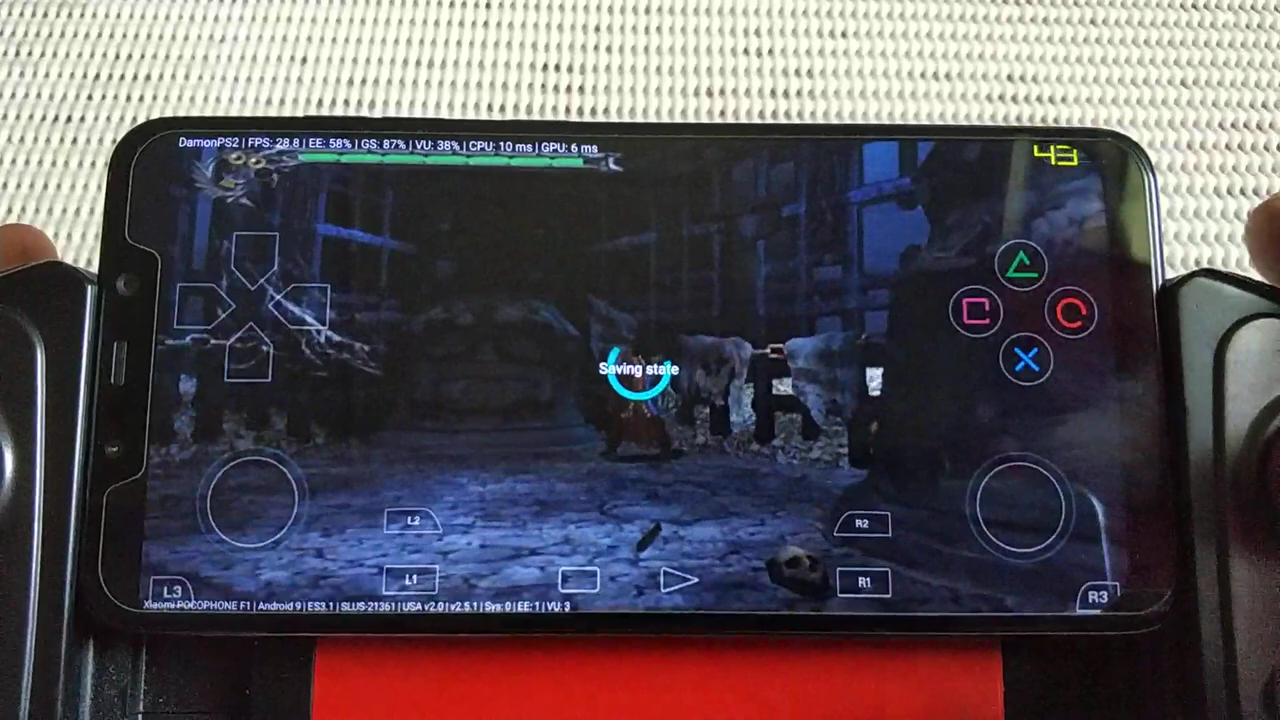 DamonPS2 | FPS: 28.8 | EE: 58% | GS: 87% | VU: 38% | CPU: 10 ms | GPU: 6 ms
43
Saving state
L2
R2
L1
R1
L3
R3
Xiaomi POCOPHONE F1 | Android 9 | ES3.1 | SLUS-21361 | USA v2.0 | v2.5.1 | Sys: 0 | EE: 1 | VU: 3